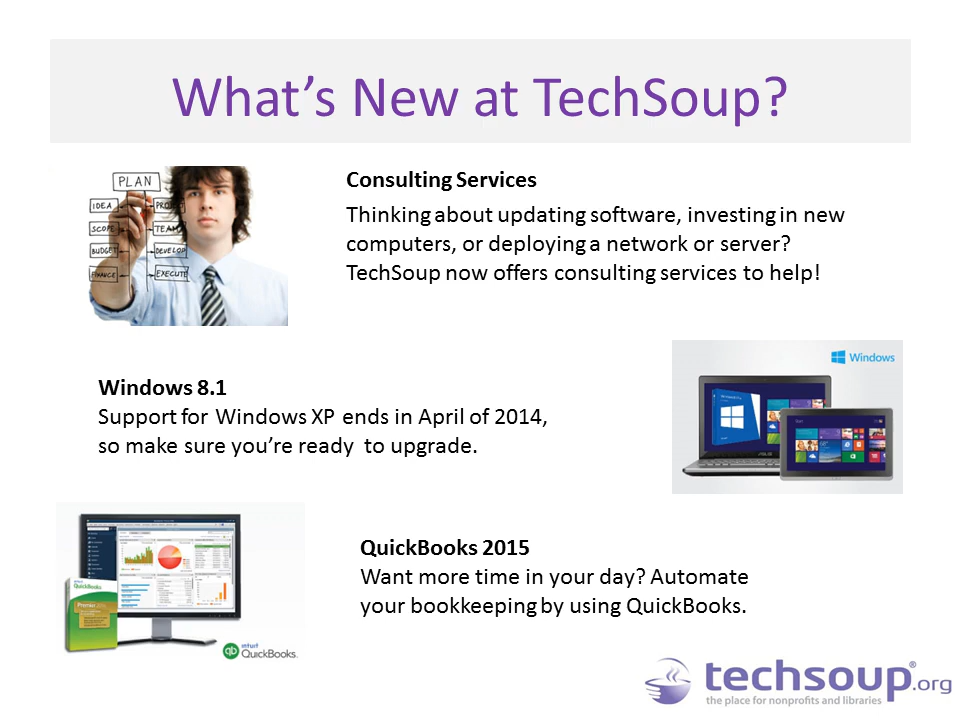 What's New at TechSoup?
PLAN
IDEA
SCOPE
TEAM
BUDGET
DEVELOP
FINANCE
EXECUTE
Consulting Services
Thinking about updating software, investing in new
computers, or deploying a network or server?
TechSoup now offers consulting services to help!
Windows
Windows 8.1
Support for Windows XP ends in April of 2014,
so make sure you're ready to upgrade.
ASUS
QuickBooks
Premier
intuit
qb QuickBooks.
QuickBooks 2015
Want more time in your day? Automate
your bookkeeping by using QuickBooks.
techsoup®.org
the place for nonprofits and libraries